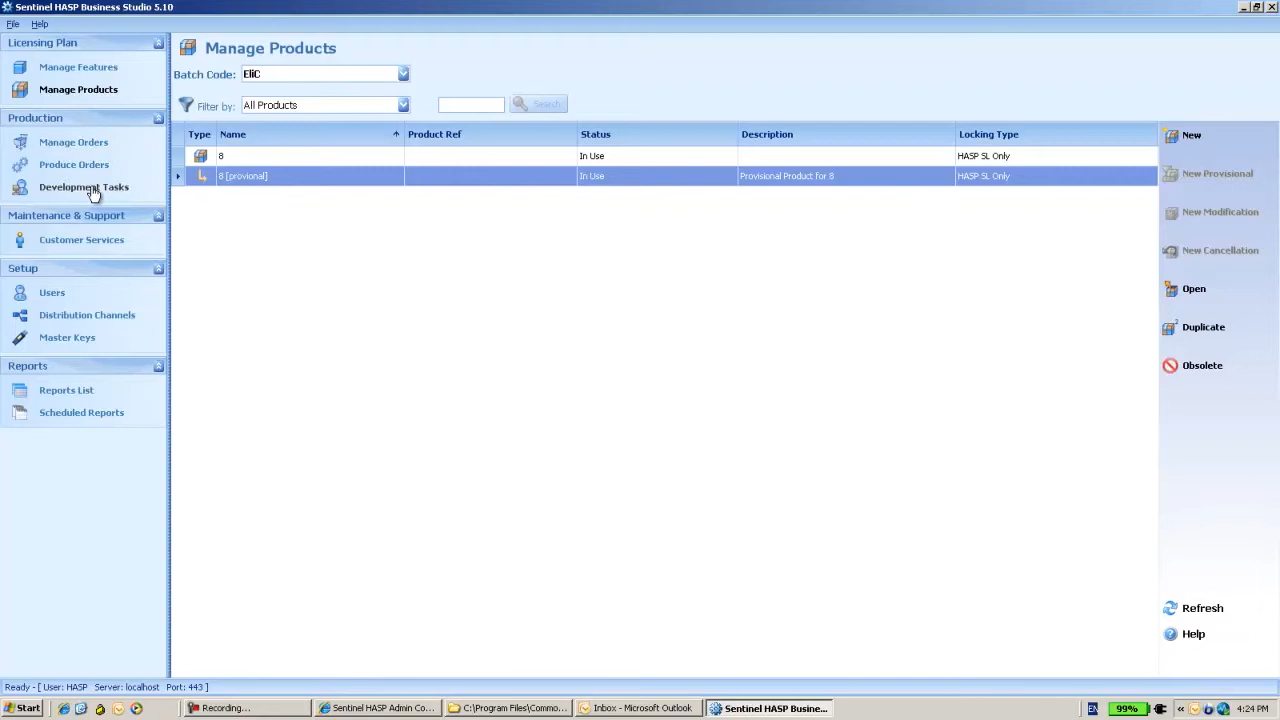 Sentinel HASP Business Studio 5.10
File Help
Licensing Plan
Manage Features
Manage Products
Production
Manage Orders
Produce Orders
Development Tasks
Maintenance & Support
Customer Services
Setup
Users
Distribution Channels
Master Keys
Reports
Reports List
Scheduled Reports
Manage Products
Batch Code: EliC
Filter by: All Products Search
Type Name Product Ref Status Description Locking Type
8 In Use HASP SL Only
8 [provional] In Use Provisional Product for 8 HASP SL Only
New
New Provisional
New Modification
New Cancellation
Open
Duplicate
Obsolete
Refresh
Help
Ready - [ User: HASP Server: localhost Port: 443 ]
Start Recording... Sentinel HASP Admin Co... C:\Program Files\Commo... Inbox - Microsoft Outlook Sentinel HASP Busine... EN 99% « 4:24 PM